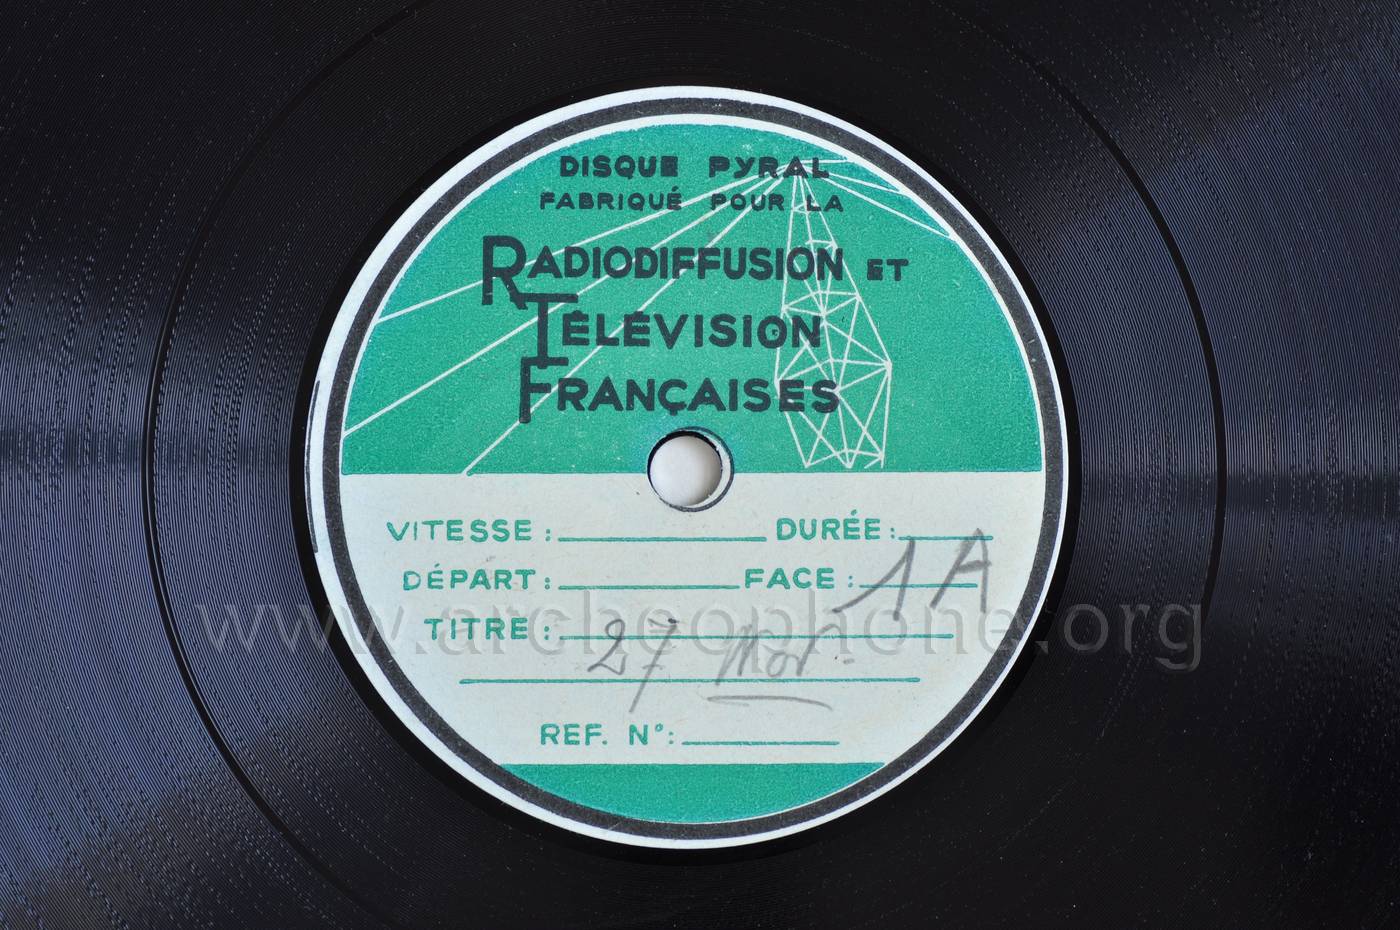 DISQUE PYRAL
FABRIQUÉ POUR LA
RADIODIFFUSION ET
TÉLÉVISION
FRANÇAISES
VITESSE : DURÉE :
DÉPART : FACE : 1A
www.archeophone.org
TITRE :
27
REF. N° :